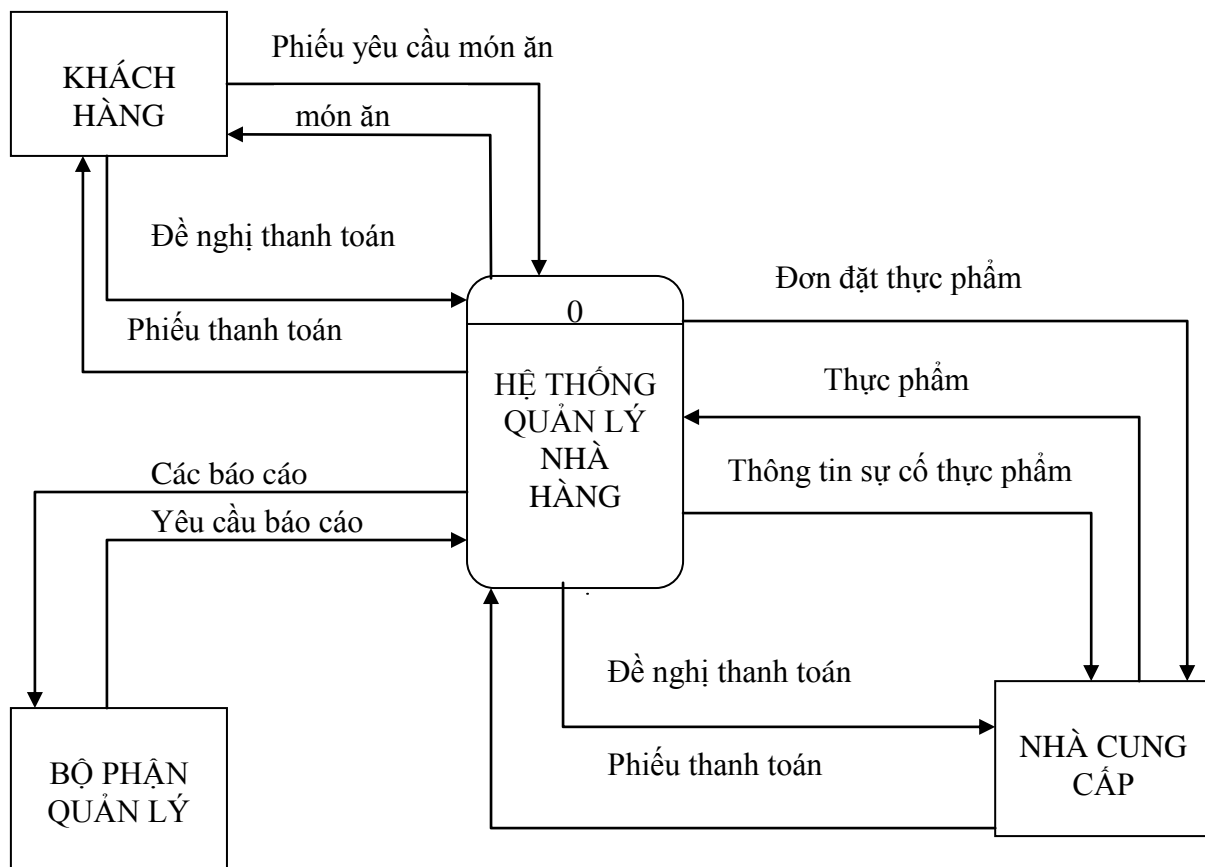 Phiếu yêu cầu món ăn
KHÁCH
HÀNG
món ăn
Đề nghị thanh toán
Phiếu thanh toán
0
HỆ THỐNG
QUẢN LÝ
NHÀ
HÀNG
Đơn đặt thực phẩm
Thực phẩm
Thông tin sự cố thực phẩm
Các báo cáo
Yêu cầu báo cáo
Đề nghị thanh toán
Phiếu thanh toán
BỘ PHẬN
QUẢN LÝ
NHÀ CUNG
CẤP